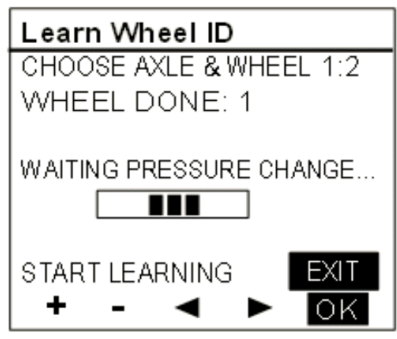 Learn Wheel ID
CHOOSE AXLE & WHEEL 1:2
WHEEL DONE: 1
WAITING PRESSURE CHANGE...
START LEARNING EXIT
+ - ◀ ▶ OK